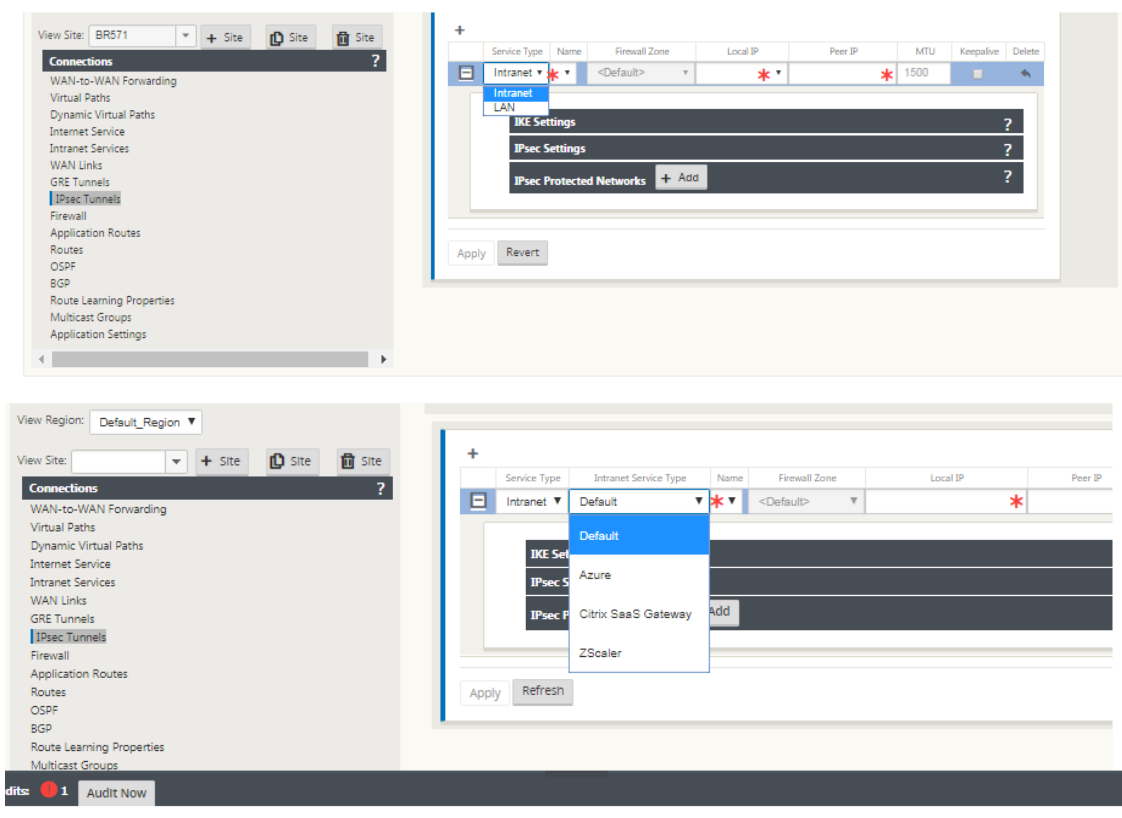 View Site: BR571 + Site Site Site
Connections ?
WAN-to-WAN Forwarding
Virtual Paths
Dynamic Virtual Paths
Internet Service
Intranet Services
WAN Links
GRE Tunnels
IPsec Tunnels
Firewall
Application Routes
Routes
OSPF
BGP
Route Learning Properties
Multicast Groups
Application Settings
+
Service Type Name Firewall Zone Local IP Peer IP MTU Keepalive Delete
Intranet <Default> 1500
Intranet
LAN
IKE Settings ?
IPsec Settings ?
IPsec Protected Networks + Add ?
Apply Revert
View Region: Default_Region
View Site: + Site Site Site
Connections ?
WAN-to-WAN Forwarding
Virtual Paths
Dynamic Virtual Paths
Internet Service
Intranet Services
WAN Links
GRE Tunnels
IPsec Tunnels
Firewall
Application Routes
Routes
OSPF
BGP
Route Learning Properties
Multicast Groups
+
Service Type Intranet Service Type Name Firewall Zone Local IP Peer IP
Intranet Default <Default>
Default
Azure
Citrix SaaS Gateway
ZScaler
IKE Set
IPsec S
IPsec P Add
Apply Refresh
dits: 1 Audit Now